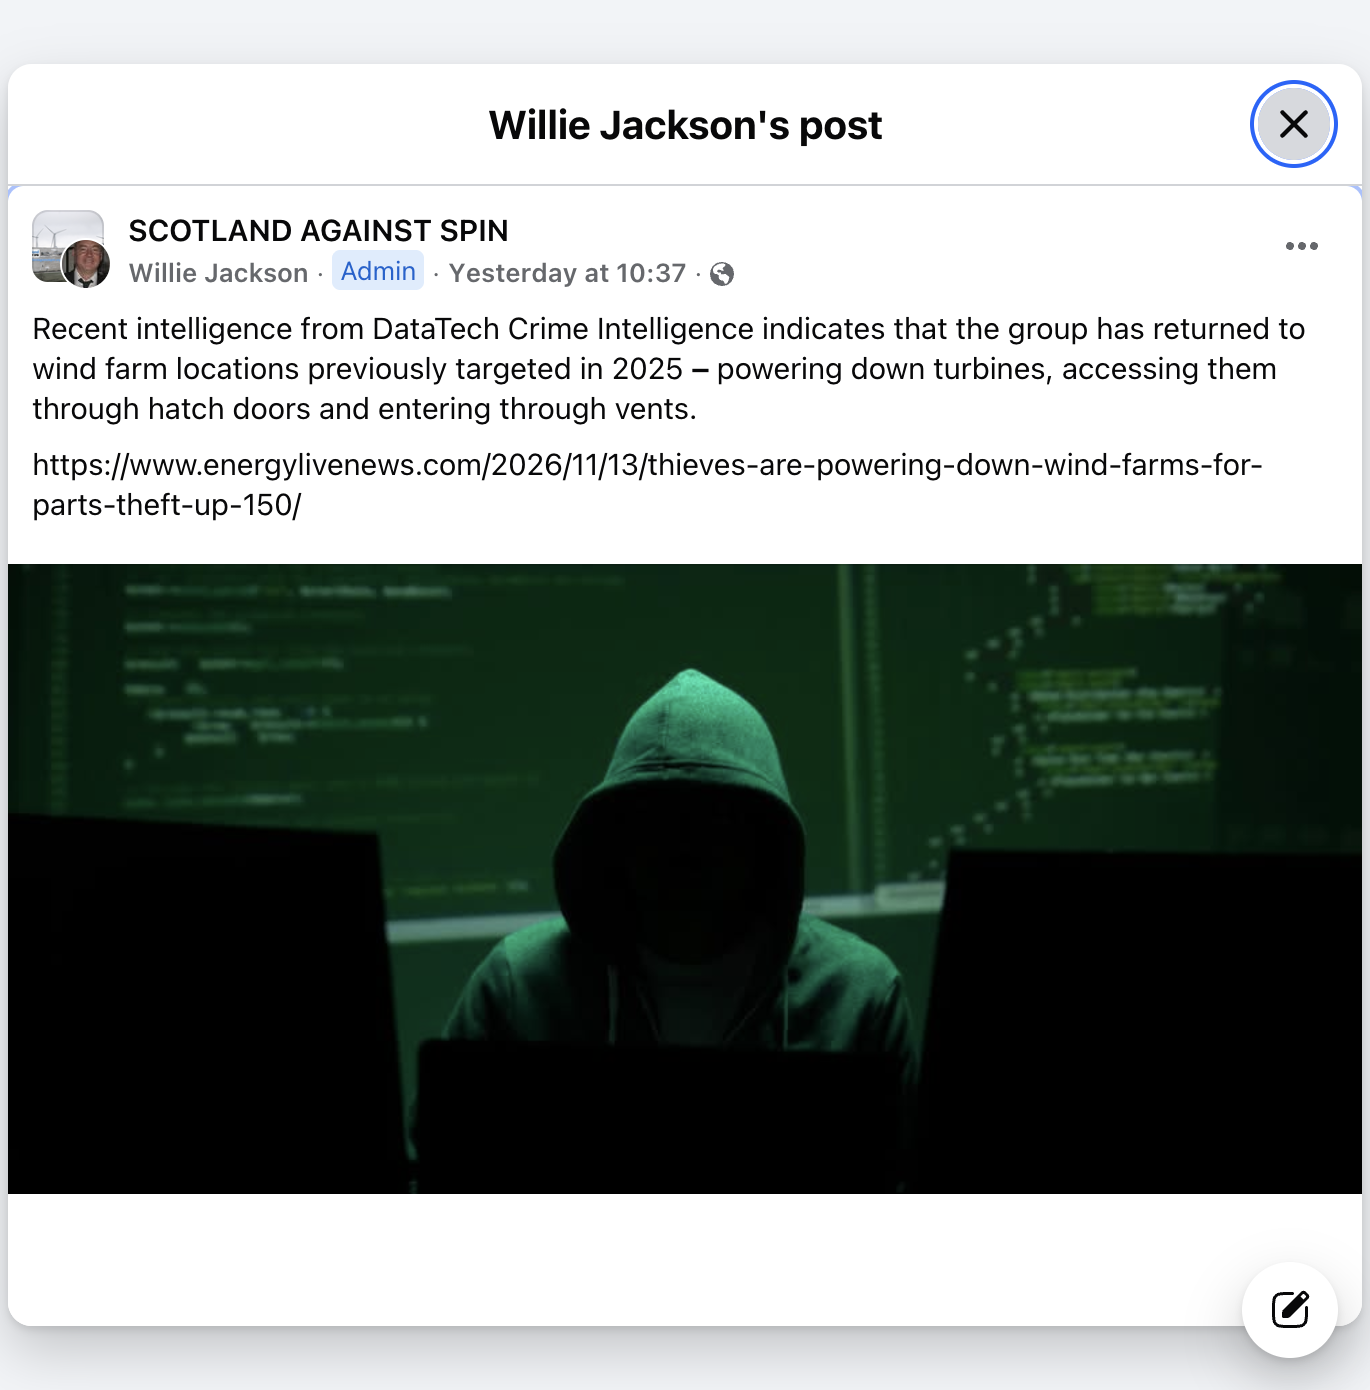 Willie Jackson's post
SCOTLAND AGAINST SPIN
Willie Jackson · Admin · Yesterday at 10:37 ·
Recent intelligence from DataTech Crime Intelligence indicates that the group has returned to
wind farm locations previously targeted in 2025 – powering down turbines, accessing them
through hatch doors and entering through vents.
https://www.energylivenews.com/2026/11/13/thieves-are-powering-down-wind-farms-for-
parts-theft-up-150/